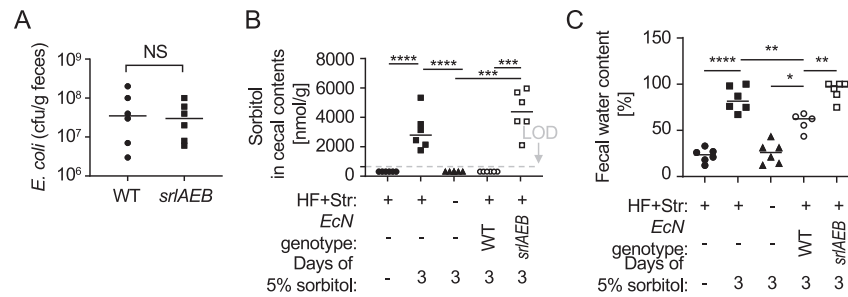 A
E. coli (cfu/g feces)
10⁹
10⁸
10⁷
10⁶
NS
WT
srlAEB
B
Sorbitol
in cecal contents
[nmol/g]
8000
6000
4000
2000
0
****
****
***
***
LOD
HF+Str:
+
+
-
+
+
EcN
genotype:
-
-
-
WT
srlAEB
Days of
5% sorbitol:
-
3
3
3
3
C
Fecal water content
[%]
150
100
50
0
****
**
*
**
HF+Str:
+
+
-
+
+
EcN
genotype:
-
-
-
WT
srlAEB
Days of
5% sorbitol:
-
3
3
3
3